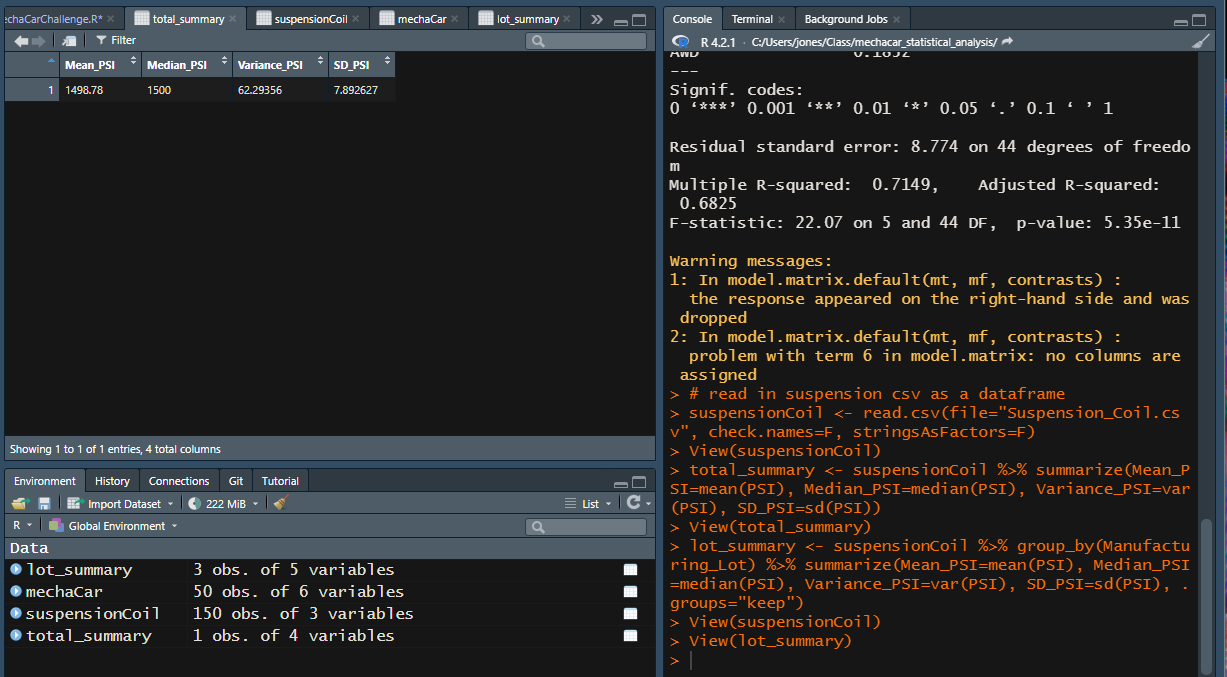 echaCarChallenge.R*
total_summary
suspensionCoil
mechaCar
lot_summary
Filter
Mean_PSI Median_PSI Variance_PSI SD_PSI
1 1498.78 1500 62.29356 7.892627
Showing 1 to 1 of 1 entries, 4 total columns
Environment History Connections Git Tutorial
Import Dataset 222 MiB List
R Global Environment
Data
lot_summary 3 obs. of 5 variables
mechaCar 50 obs. of 6 variables
suspensionCoil 150 obs. of 3 variables
total_summary 1 obs. of 4 variables
Console Terminal Background Jobs
R 4.2.1 · C:/Users/jones/Class/mechacar_statistical_analysis/
AWD 0.1852
---
Signif. codes:
0 ‘***’ 0.001 ‘**’ 0.01 ‘*’ 0.05 ‘.’ 0.1 ‘ ’ 1
Residual standard error: 8.774 on 44 degrees of freedo
m
Multiple R-squared:  0.7149,    Adjusted R-squared:
0.6825
F-statistic: 22.07 on 5 and 44 DF,  p-value: 5.35e-11
Warning messages:
1: In model.matrix.default(mt, mf, contrasts) :
the response appeared on the right-hand side and was
dropped
2: In model.matrix.default(mt, mf, contrasts) :
problem with term 6 in model.matrix: no columns are
assigned
> # read in suspension csv as a dataframe
> suspensionCoil <- read.csv(file="Suspension_Coil.cs
v", check.names=F, stringsAsFactors=F)
> View(suspensionCoil)
> total_summary <- suspensionCoil %>% summarize(Mean_P
SI=mean(PSI), Median_PSI=median(PSI), Variance_PSI=var
(PSI), SD_PSI=sd(PSI))
> View(total_summary)
> lot_summary <- suspensionCoil %>% group_by(Manufactu
ring_Lot) %>% summarize(Mean_PSI=mean(PSI), Median_PSI
=median(PSI), Variance_PSI=var(PSI), SD_PSI=sd(PSI), .
groups="keep")
> View(suspensionCoil)
> View(lot_summary)
>